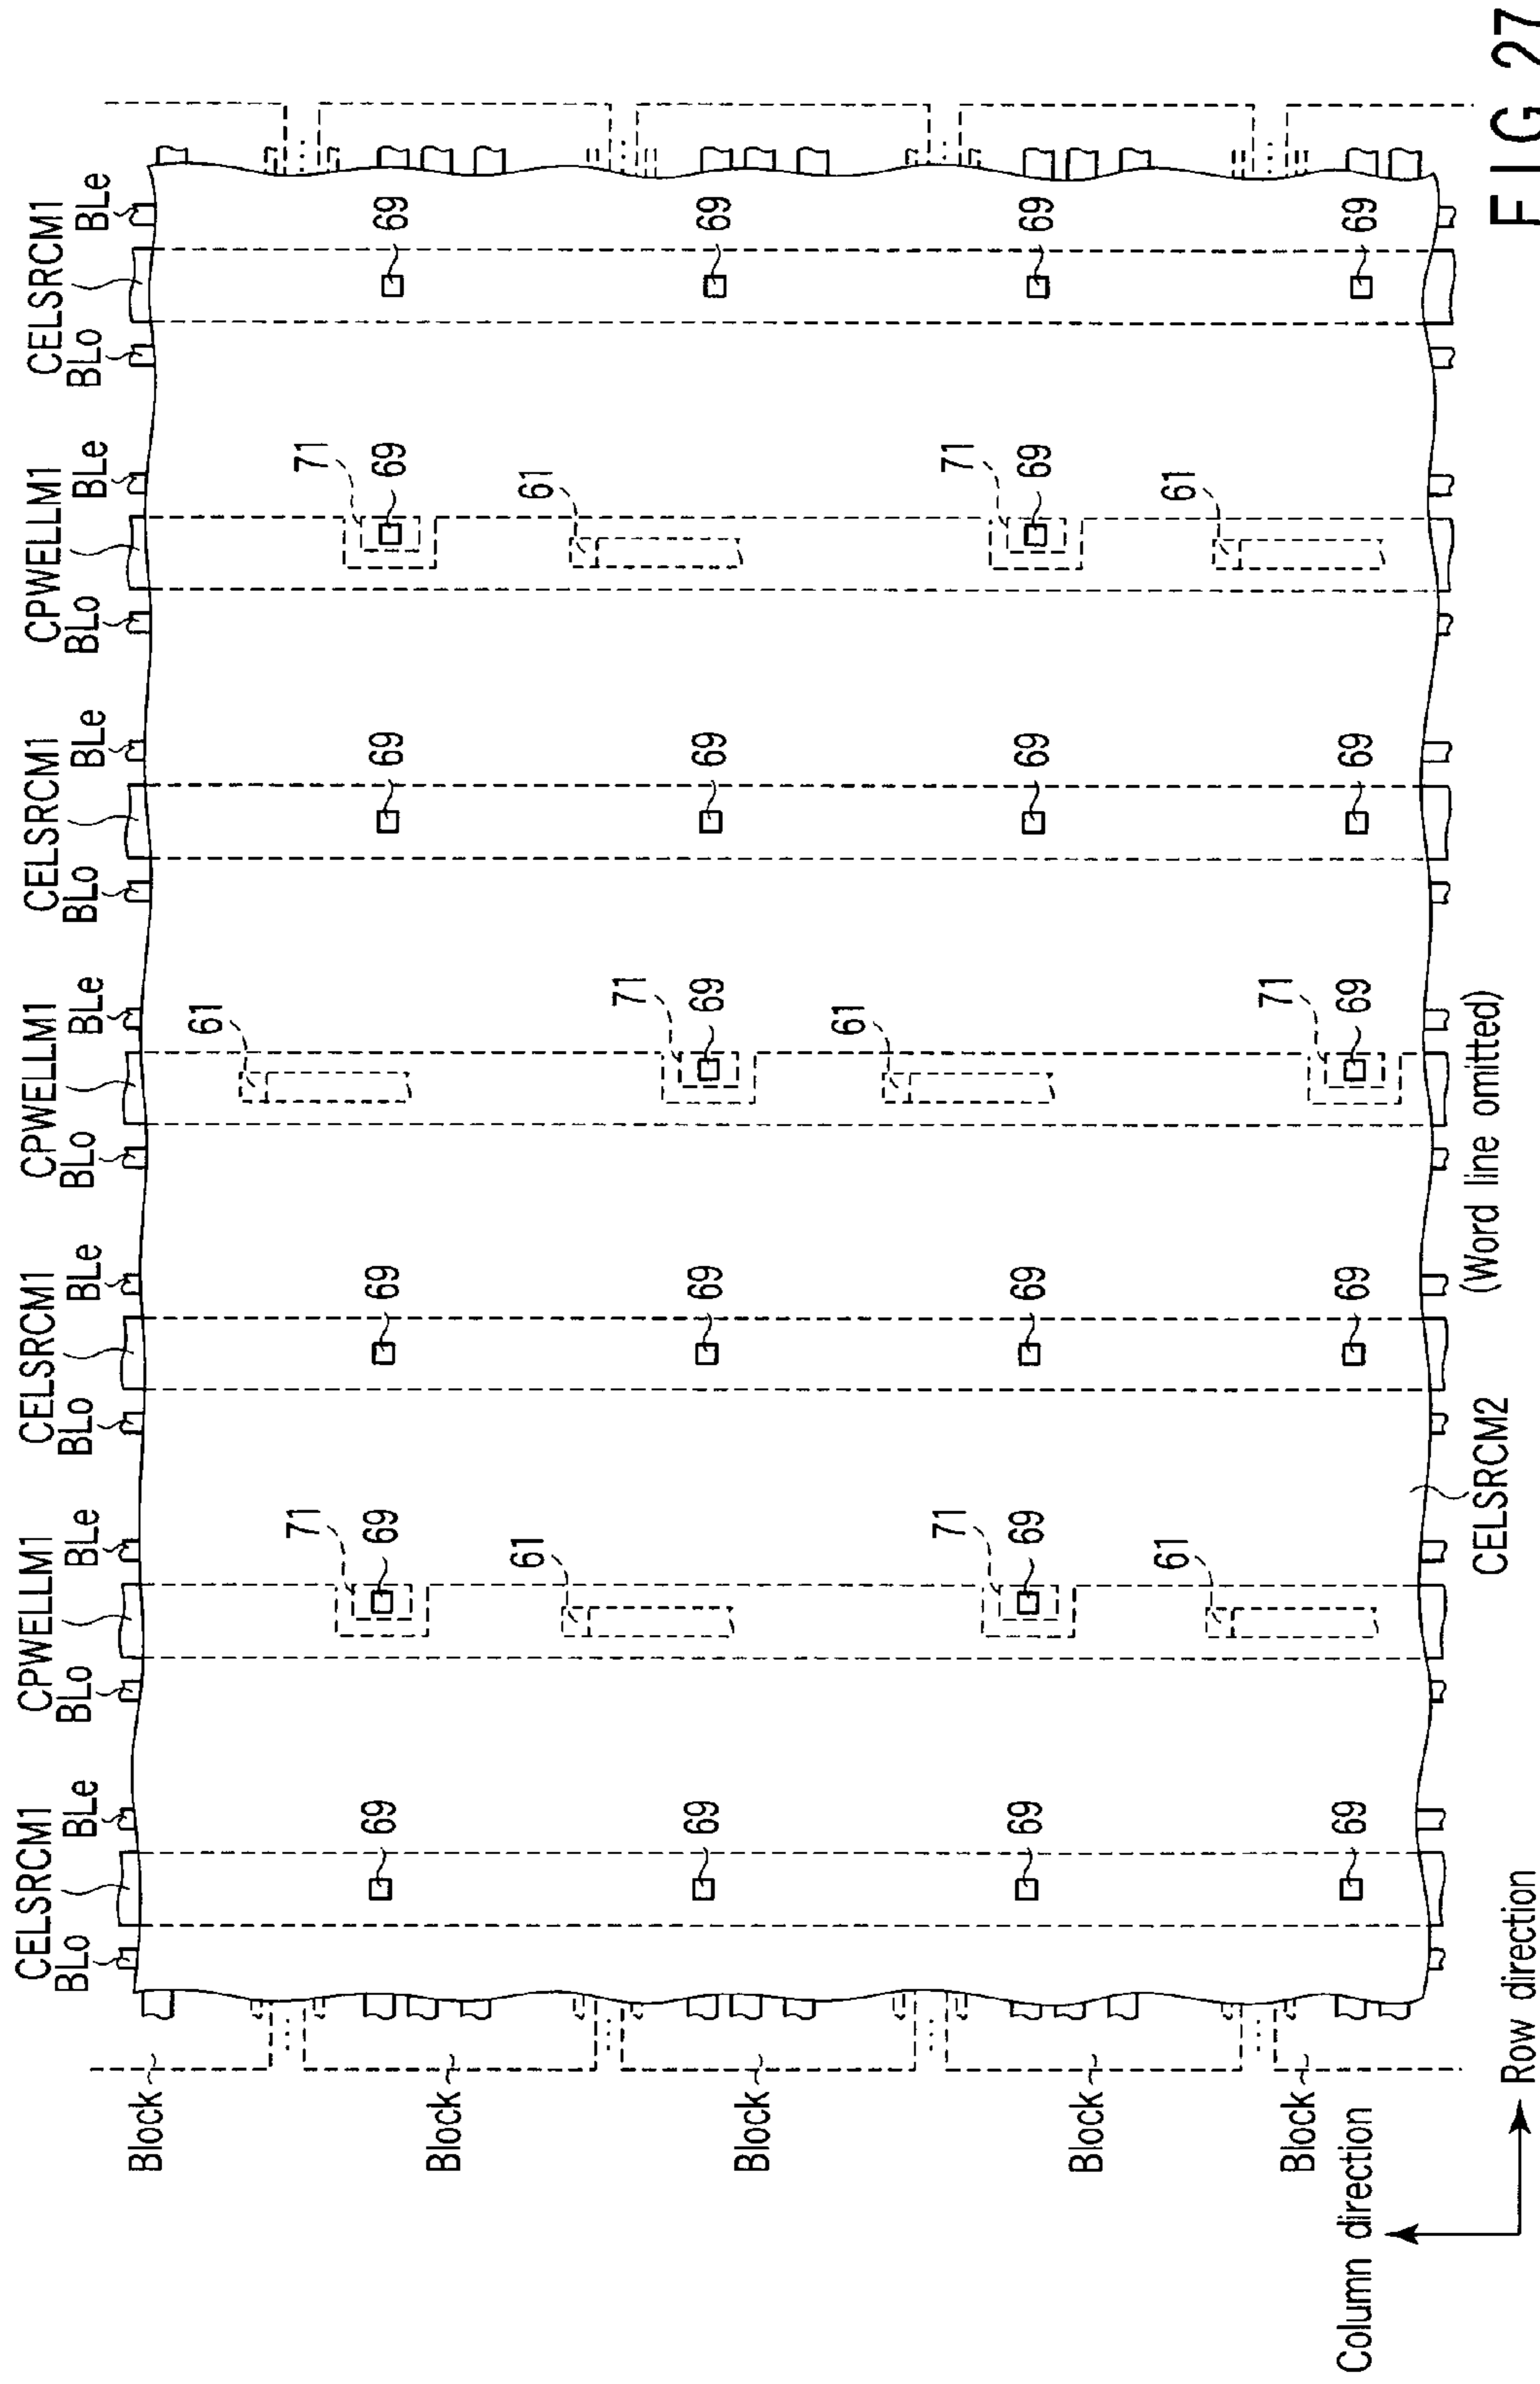 CELSRCM1 CPWELLM1 CELSRCM1 CPWELLM1 CELSRCM1 CPWELLM1 CELSRCM1
BLo BLe BLo BLe BLo BLe BLo BLe BLo BLe BLo BLe BLo BLe
Block
61
71 71
69 69 69 69 69 69
Block
61 61
71
69 69 69 69 69
Block
61
71 71
69 69 69 69 69 69
Block
61 61
71
Block
69 69 69 69 69
Column direction
Row direction
CELSRCM2
(Word line omitted)
FIG 27